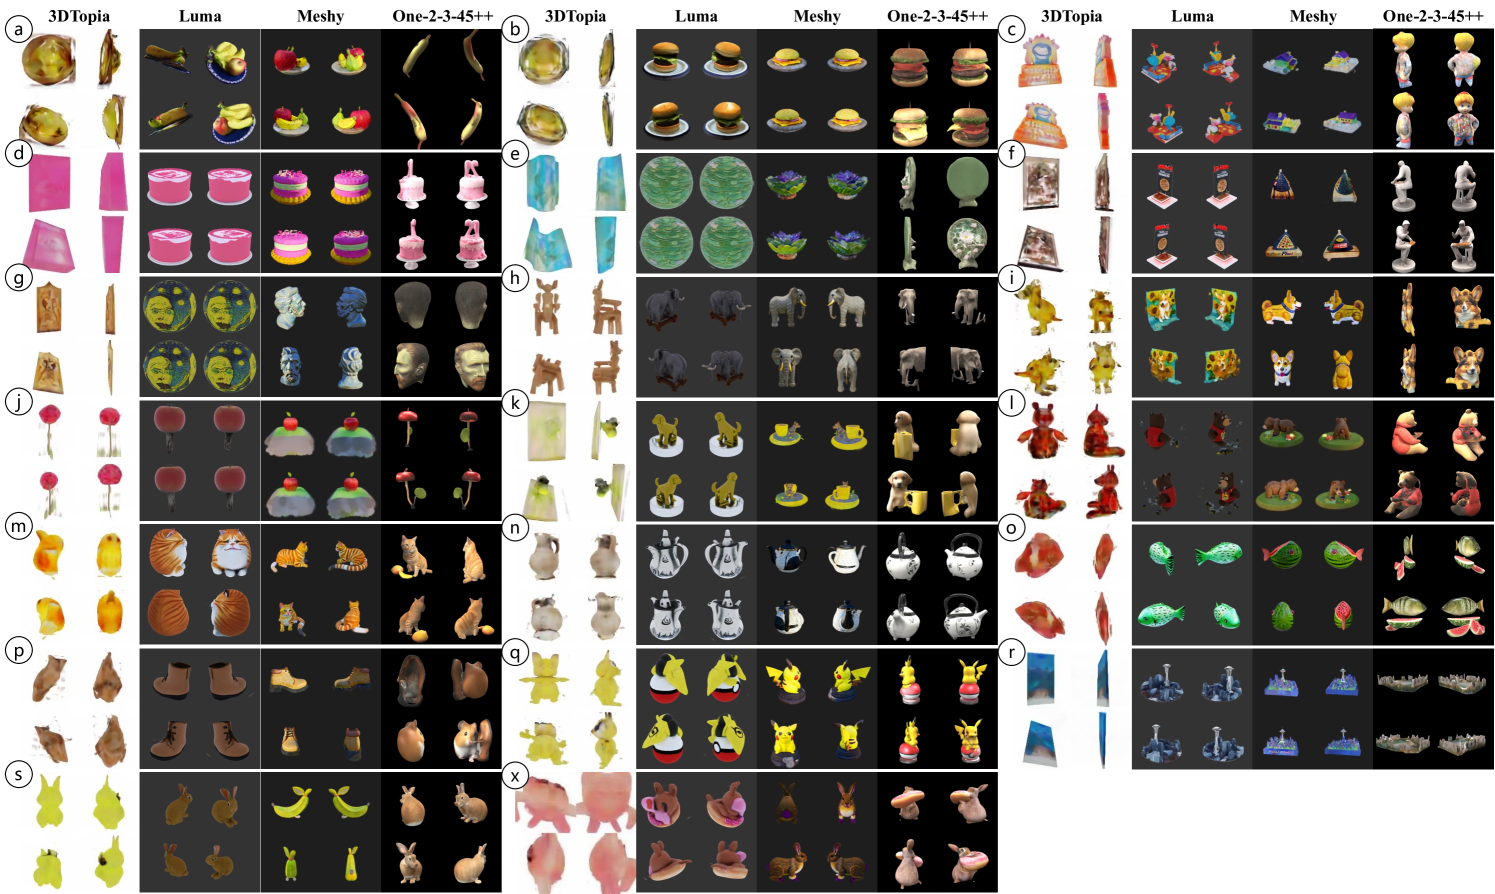 3DTopia Luma Meshy One-2-3-45++ 3DTopia Luma Meshy One-2-3-45++ 3DTopia Luma Meshy One-2-3-45++
a b c
d e f
g h i
j k l
m n o
p q r
s x